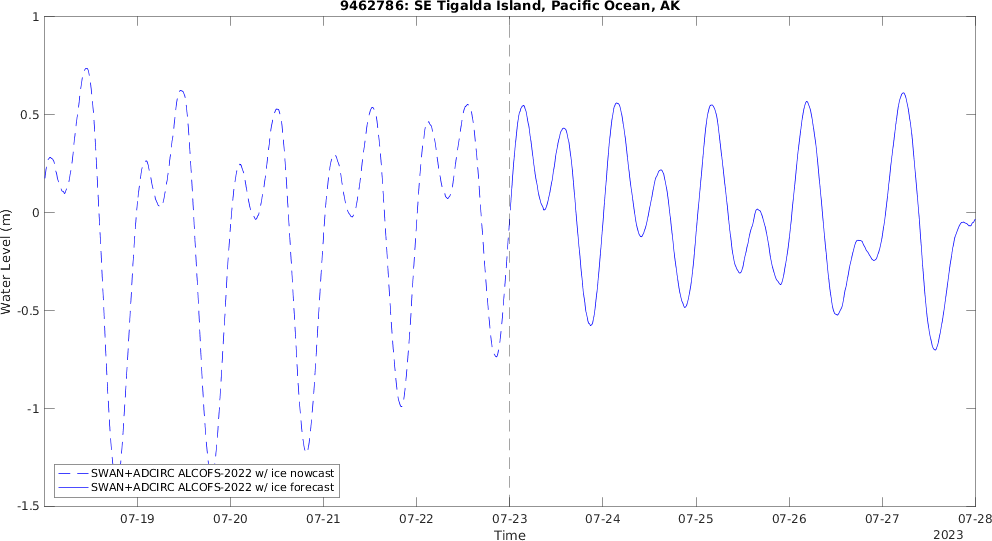 9462786: SE Tigalda Island, Pacific Ocean, AK
1
0.5
0
-0.5
-1
-1.5
Water Level (m)
SWAN+ADCIRC ALCOFS-2022 w/ ice nowcast
SWAN+ADCIRC ALCOFS-2022 w/ ice forecast
07-19 07-20 07-21 07-22 07-23 07-24 07-25 07-26 07-27 07-28
Time
2023